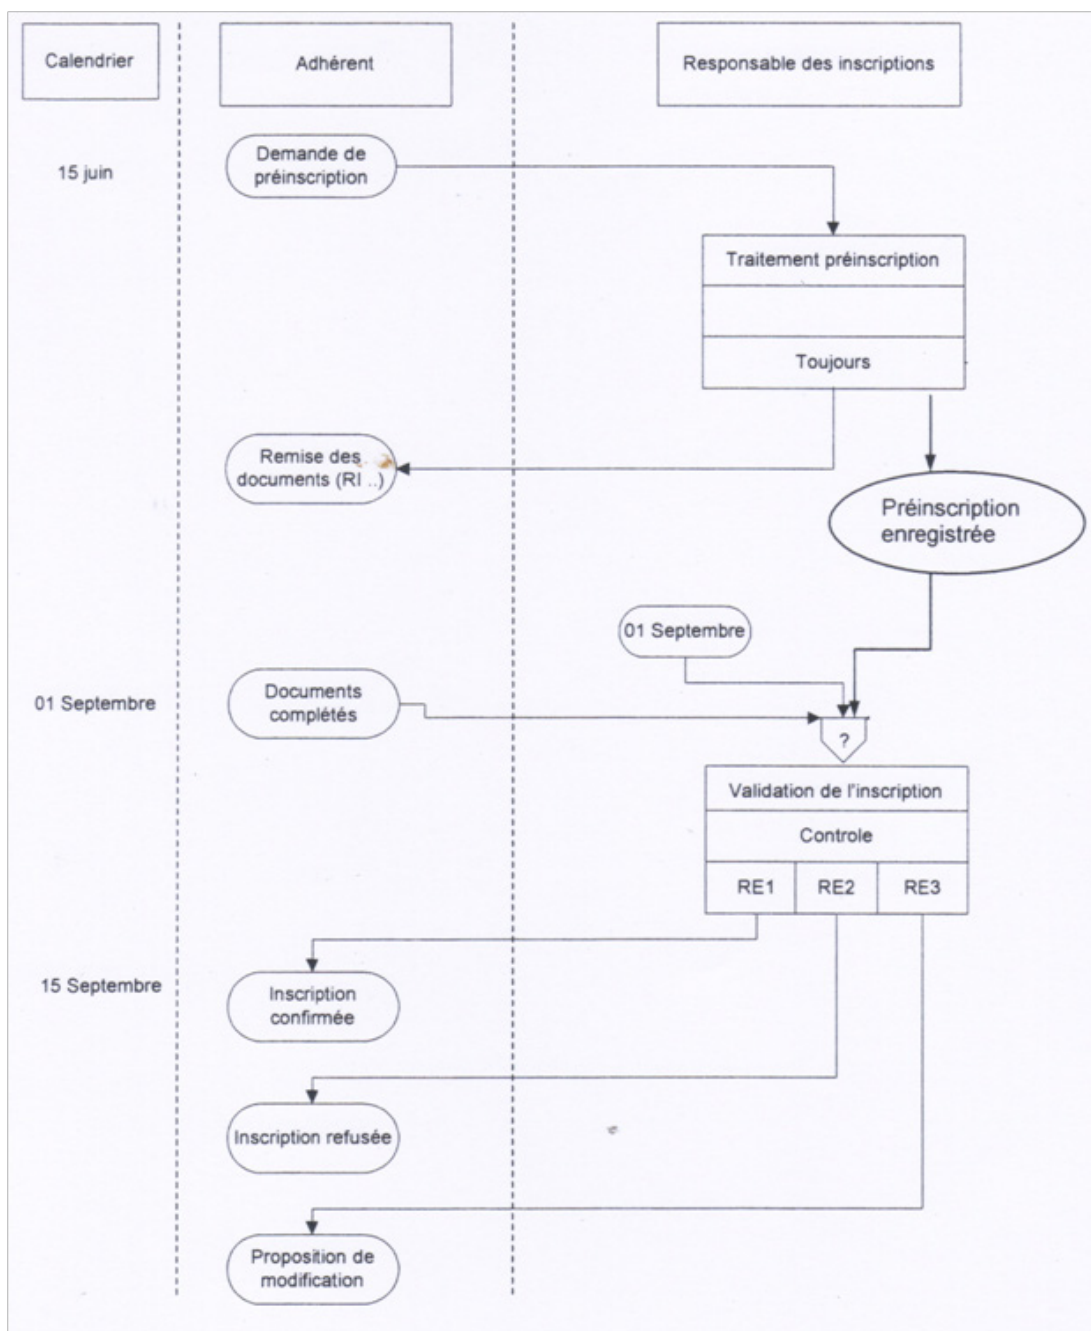 Calendrier
Adhérent
Responsable des inscriptions
15 juin
Demande de
préinscription
Traitement préinscription
Toujours
Remise des
documents (RI ..)
Préinscription
enregistrée
01 Septembre
01 Septembre
Documents
complétés
?
Validation de l'inscription
Controle
RE1
RE2
RE3
15 Septembre
Inscription
confirmée
Inscription refusée
Proposition de
modification